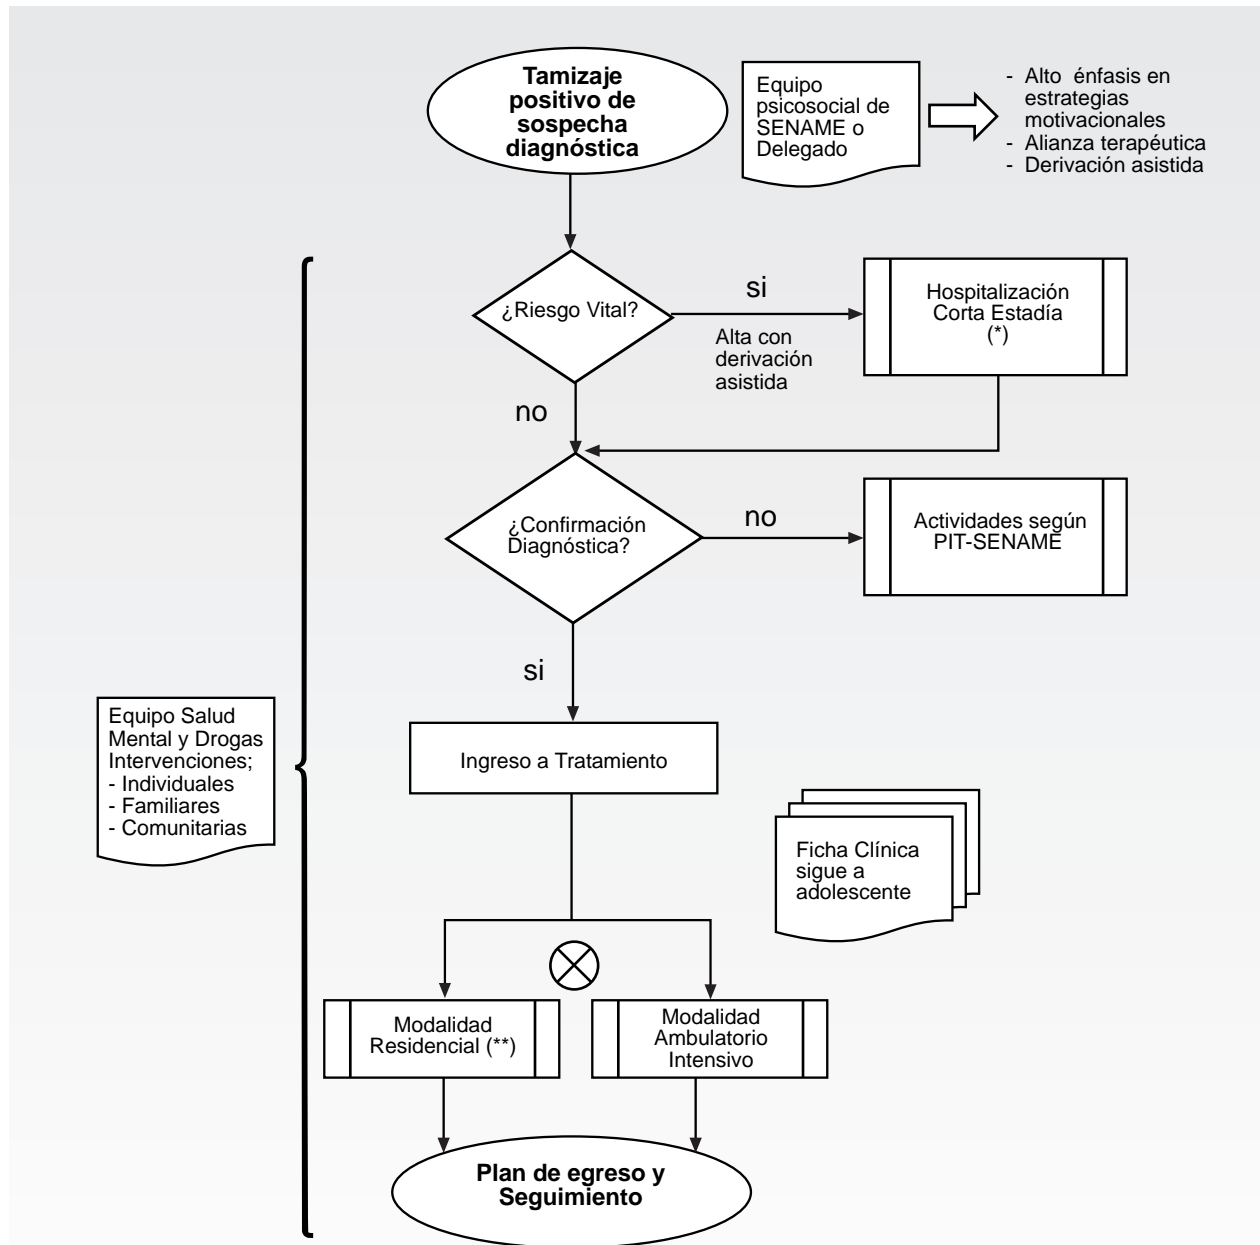 Tamizaje
positivo de
sospecha
diagnóstica
Equipo
psicosocial de
SENAME o
Delegado
- Alto énfasis en
estrategias
motivacionales
- Alianza terapéutica
- Derivación asistida
¿Riesgo Vital?
si
Alta con
derivación
asistida
Hospitalización
Corta Estadía
(*)
no
¿Confirmación
Diagnóstica?
no
Actividades según
PIT-SENAME
si
Equipo Salud
Mental y Drogas
Intervenciones;
- Individuales
- Familiares
- Comunitarias
Ingreso a Tratamiento
Ficha Clínica
sigue a
adolescente
Modalidad
Residencial (**)
Modalidad
Ambulatorio
Intensivo
Plan de egreso y
Seguimiento